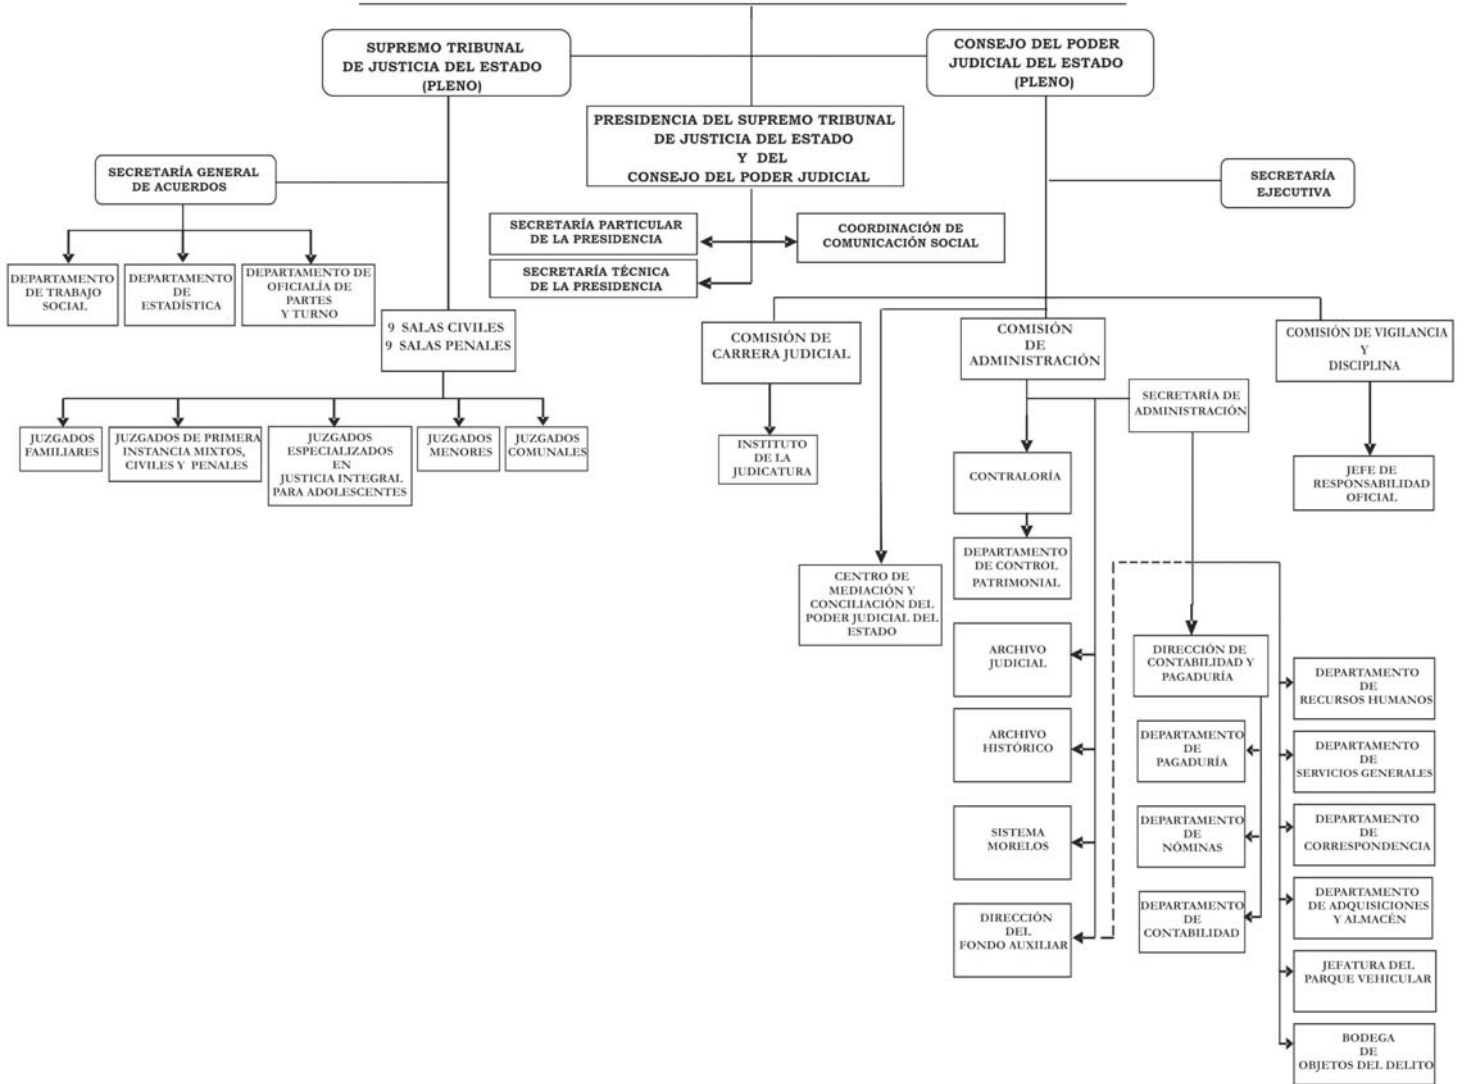 SUPREMO TRIBUNAL
DE JUSTICIA DEL ESTADO
(PLENO)
CONSEJO DEL PODER
JUDICIAL DEL ESTADO
(PLENO)
PRESIDENCIA DEL SUPREMO TRIBUNAL
DE JUSTICIA DEL ESTADO
Y DEL
CONSEJO DEL PODER JUDICIAL
SECRETARÍA GENERAL
DE ACUERDOS
SECRETARÍA
EJECUTIVA
SECRETARÍA PARTICULAR
DE LA PRESIDENCIA
COORDINACIÓN DE
COMUNICACIÓN SOCIAL
SECRETARÍA TÉCNICA
DE LA PRESIDENCIA
DEPARTAMENTO
DE TRABAJO
SOCIAL
DEPARTAMENTO
DE
ESTADÍSTICA
DEPARTAMENTO DE
OFICIALÍA DE
PARTES
Y TURNO
9 SALAS CIVILES
9 SALAS PENALES
COMISIÓN DE
CARRERA JUDICIAL
COMISIÓN
DE
ADMINISTRACIÓN
COMISIÓN DE VIGILANCIA
Y
DISCIPLINA
SECRETARÍA DE
ADMINISTRACIÓN
JUZGADOS
FAMILIARES
JUZGADOS DE PRIMERA
INSTANCIA MIXTOS,
CIVILES Y PENALES
JUZGADOS
ESPECIALIZADOS
EN
JUSTICIA INTEGRAL
PARA ADOLESCENTES
JUZGADOS
MENORES
JUZGADOS
COMUNALES
INSTITUTO
DE LA
JUDICATURA
CONTRALORÍA
JEFE DE
RESPONSABILIDAD
OFICIAL
DEPARTAMENTO
DE CONTROL
PATRIMONIAL
CENTRO DE
MEDIACIÓN Y
CONCILIACIÓN DEL
PODER JUDICIAL DEL
ESTADO
ARCHIVO
JUDICIAL
DIRECCIÓN DE
CONTABILIDAD Y
PAGADURÍA
DEPARTAMENTO
DE
RECURSOS HUMANOS
ARCHIVO
HISTÓRICO
DEPARTAMENTO
DE
PAGADURÍA
DEPARTAMENTO
DE
SERVICIOS GENERALES
SISTEMA
MORELOS
DEPARTAMENTO
DE
NÓMINAS
DEPARTAMENTO
DE
CORRESPONDENCIA
DIRECCIÓN
DEL
FONDO AUXILIAR
DEPARTAMENTO
DE
CONTABILIDAD
DEPARTAMENTO
DE ADQUISICIONES
Y ALMACÉN
JEFATURA DEL
PARQUE VEHICULAR
BODEGA
DE
OBJETOS DEL DELITO